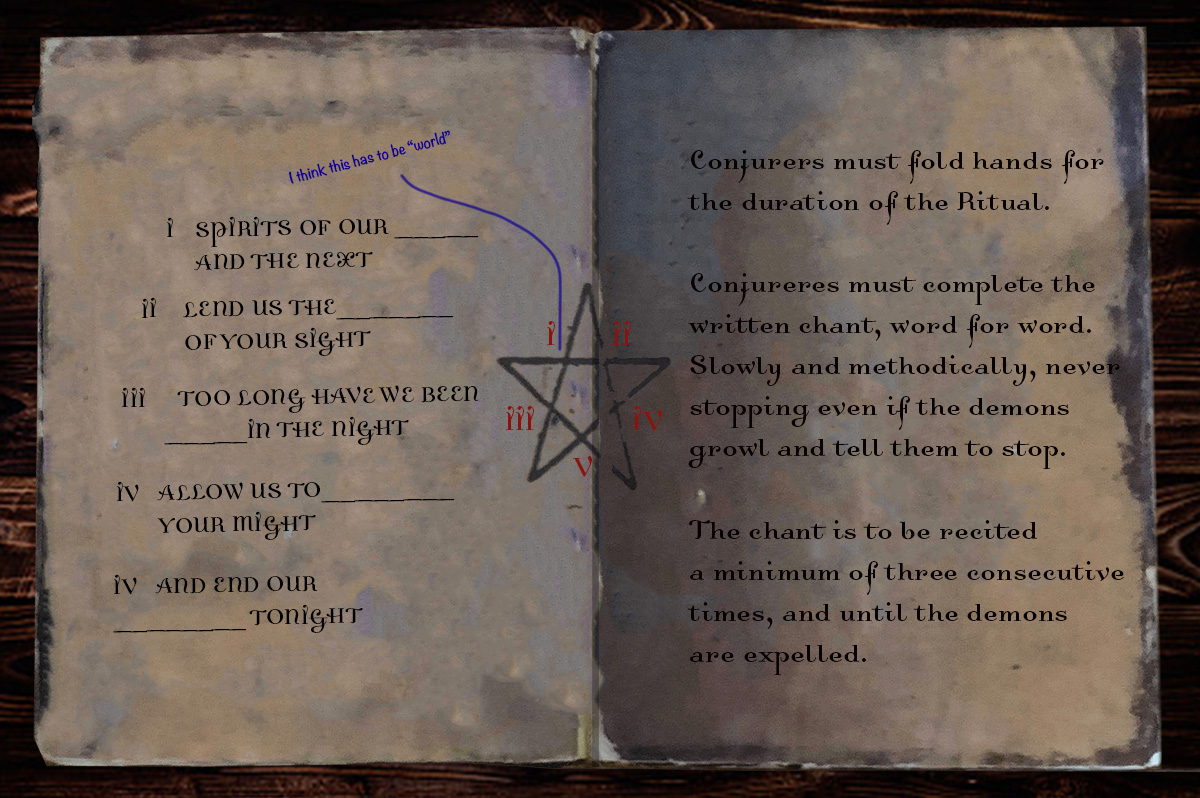 I think this has to be “world”
i SPIRITS OF OUR ______
AND THE NEXT
ii LEND US THE________
OF YOUR SIGHT
iii TOO LONG HAVE WE BEEN
______IN THE NIGHT
iv ALLOW US TO_________
YOUR MIGHT
iv AND END OUR
_________ TONIGHT
i ii
iii iv
v
Conjurers must fold hands for
the duration of the Ritual.
Conjureres must complete the
written chant, word for word.
Slowly and methodically, never
stopping even if the demons
growl and tell them to stop.
The chant is to be recited
a minimum of three consecutive
times, and until the demons
are expelled.